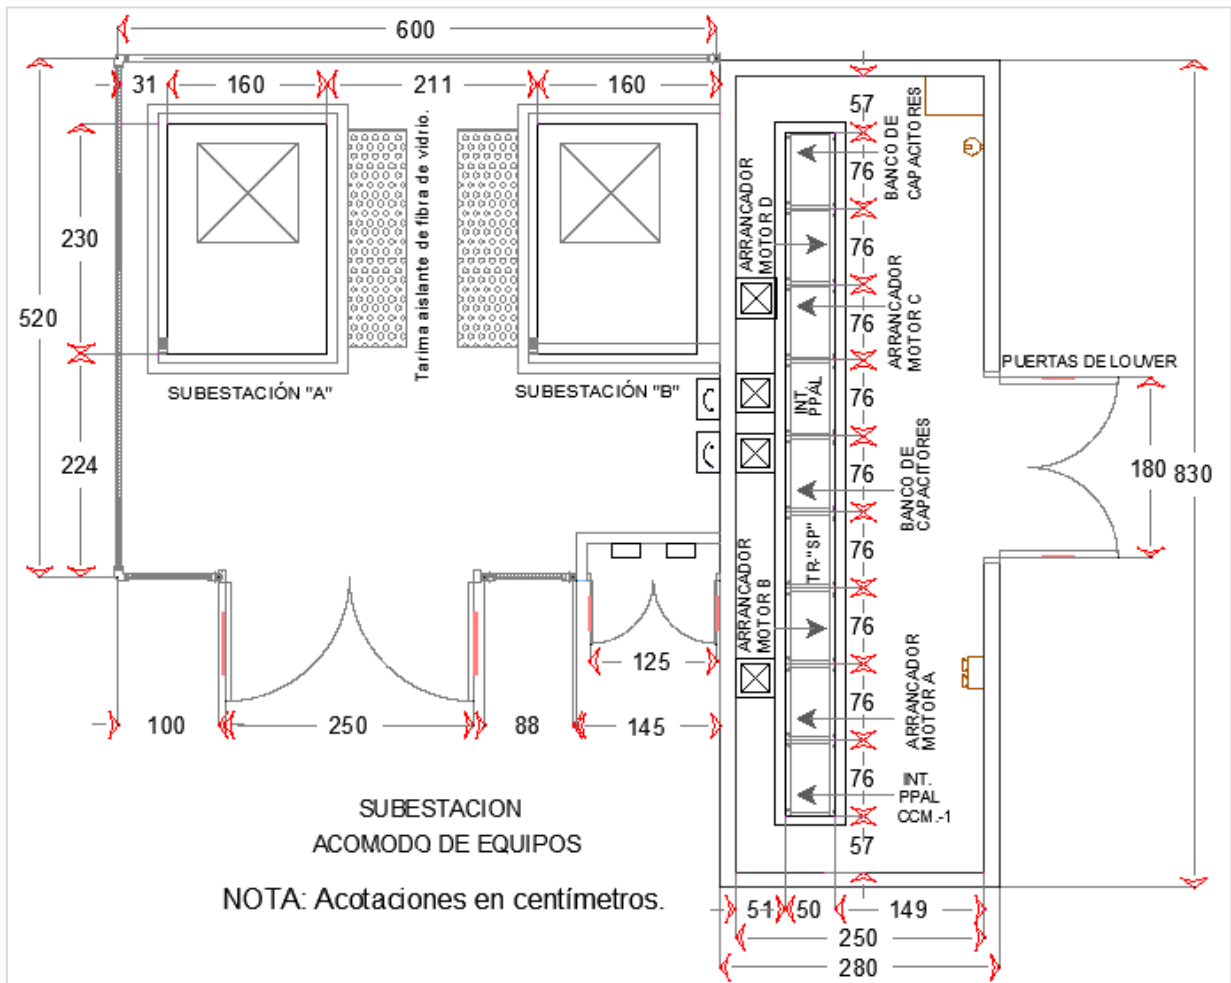 600
31
160
211
160
57
BANCO DE
CAPACITORES
76
ARRANCADOR
MOTOR D
76
ARRANCADOR
MOTOR C
76
Tarima aislante de fibra de vidrio.
230
520
224
SUBESTACIÓN "A"
SUBESTACIÓN "B"
INT.
PPAL
76
PUERTAS DE LOUVER
180
830
76
BANCO DE
CAPACITORES
TR-"SP"
76
ARRANCADOR
MOTOR B
76
125
76
ARRANCADOR
MOTOR A
100
250
88
145
76
INT.
PPAL
CCM.-1
57
SUBESTACION
ACOMODO DE EQUIPOS
NOTA: Acotaciones en centímetros.
51
50
149
250
280